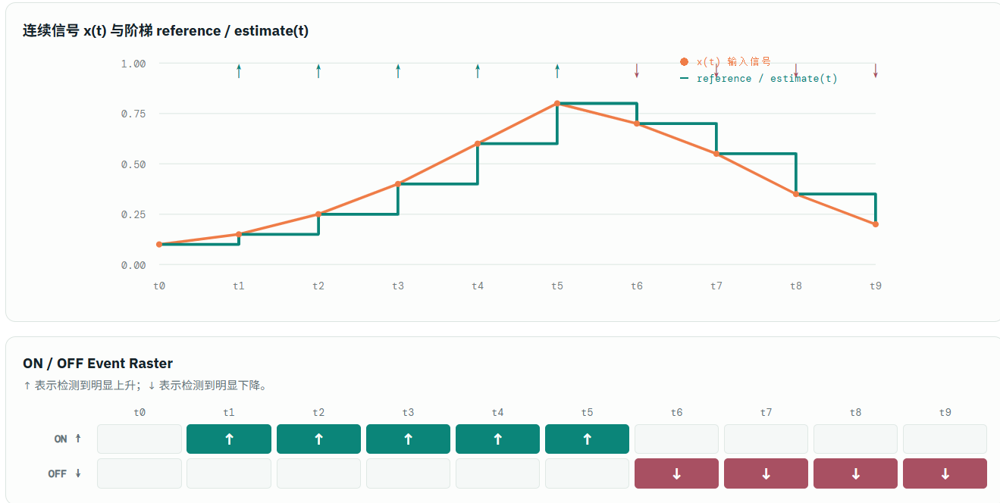 连续信号 x(t) 与阶梯 reference / estimate(t)
1.00
x(t) 输入信号
reference / estimate(t)
0.75
0.50
0.25
0.00
t0 t1 t2 t3 t4 t5 t6 t7 t8 t9
ON / OFF Event Raster
↑ 表示检测到明显上升；↓ 表示检测到明显下降。
t0 t1 t2 t3 t4 t5 t6 t7 t8 t9
ON ↑ ↑ ↑ ↑ ↑ ↑
OFF ↓ ↓ ↓ ↓ ↓